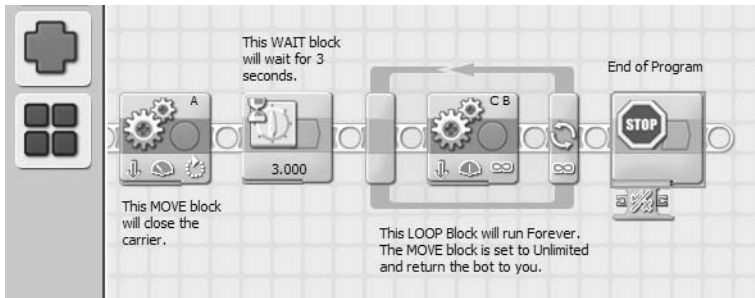 This WAIT block
will wait for 3
seconds.
End of Program
A
C B
STOP
3.000
This MOVE block
will close the
carrier.
This LOOP Block will run Forever.
The MOVE block is set to Unlimited
and return the bot to you.